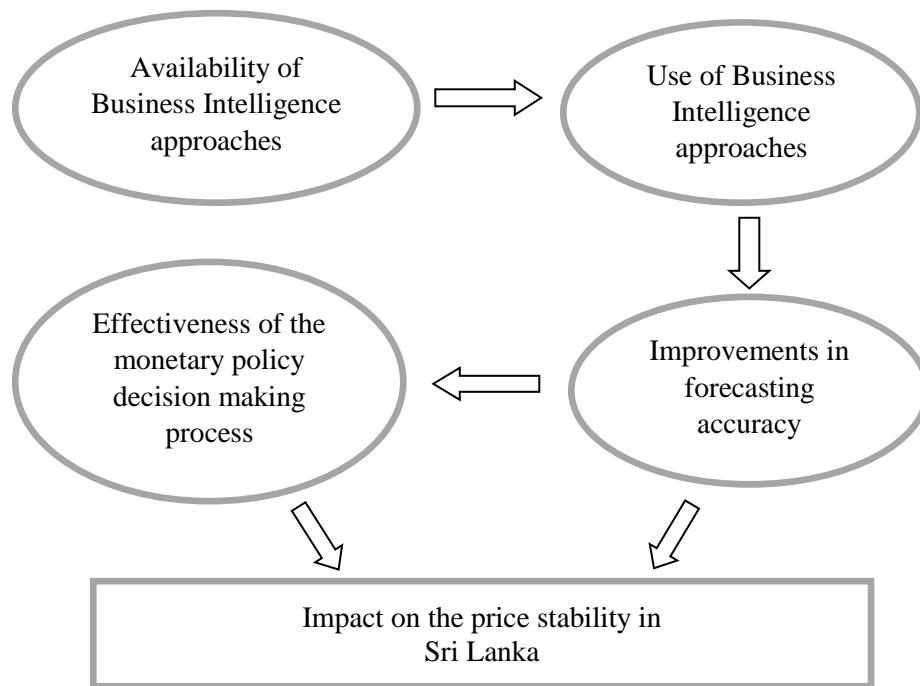 Availability of
Business Intelligence
approaches
Use of Business
Intelligence
approaches
Effectiveness of the
monetary policy
decision making
process
Improvements in
forecasting
accuracy
Impact on the price stability in
Sri Lanka